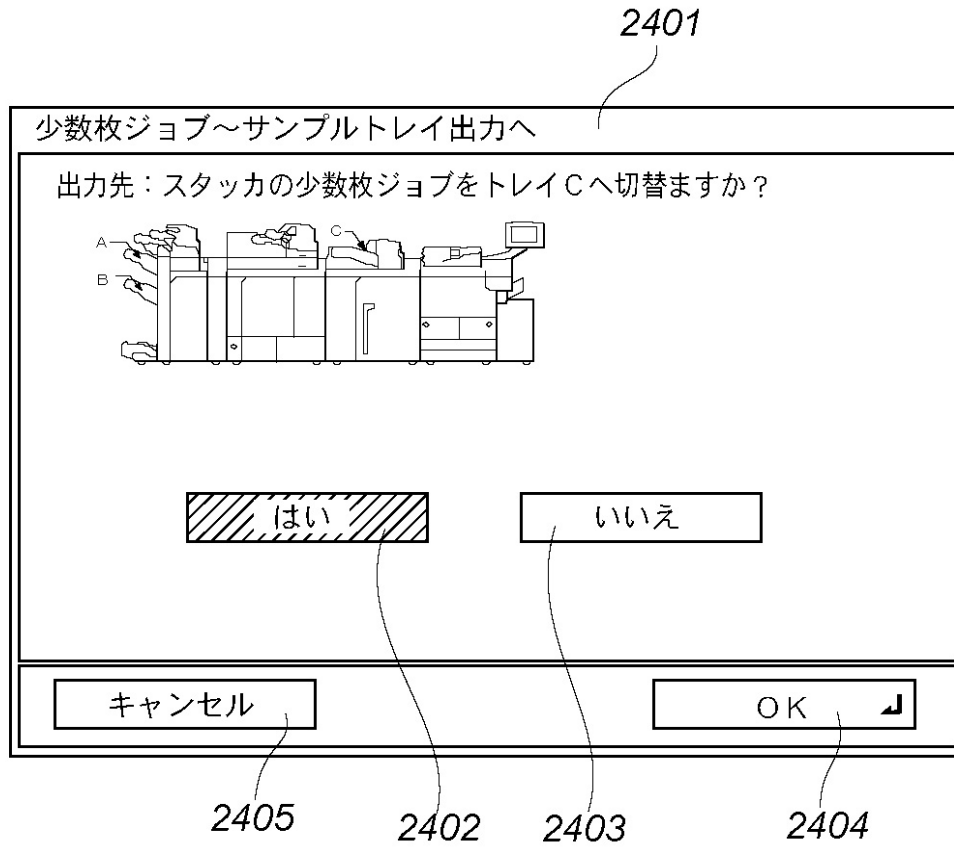 2401
少数枚ジョブ～サンプルトレイ出力へ
出力先：スタッカの少数枚ジョブをトレイCへ切替ますか？
A
C
B
はい
いいえ
キャンセル
OK
2405
2402
2403
2404